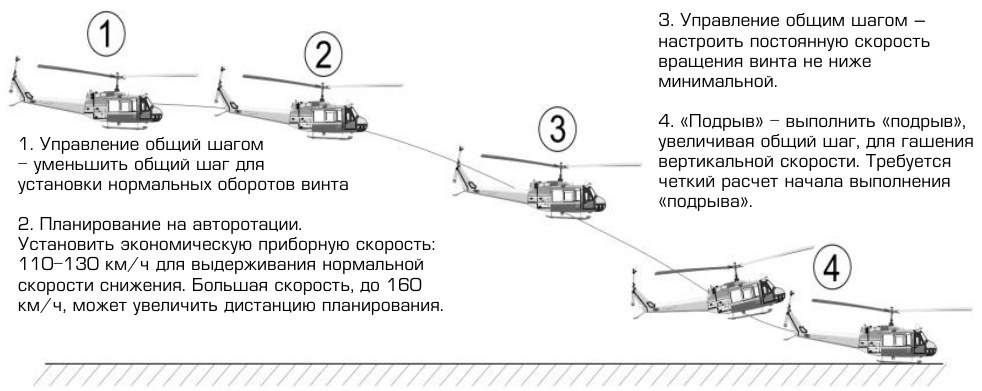 1
2
3
4
1. Управление общий шагом
– уменьшить общий шаг для
установки нормальных оборотов винта
2. Планирование на авторотации.
Установить экономическую приборную скорость:
110–130 км/ч для выдерживания нормальной
скорости снижения. Большая скорость, до 160
км/ч, может увеличить дистанцию планирования.
3. Управление общим шагом –
настроить постоянную скорость
вращения винта не ниже
минимальной.
4. «Подрыв» – выполнить «подрыв»,
увеличивая общий шаг, для гашения
вертикальной скорости. Требуется
четкий расчет начала выполнения
«подрыва».